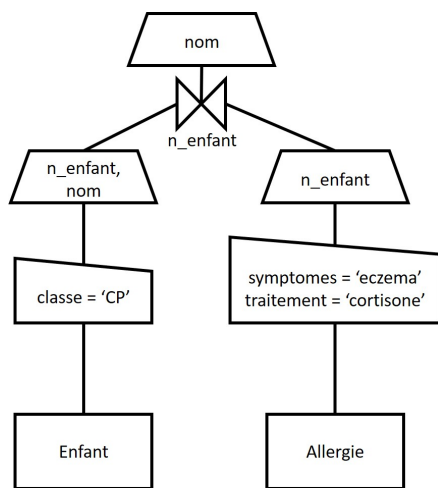 nom
n_enfant
n_enfant,
nom
n_enfant
classe = ‘CP’
symptomes = ‘eczema’
traitement = ‘cortisone’
Enfant
Allergie